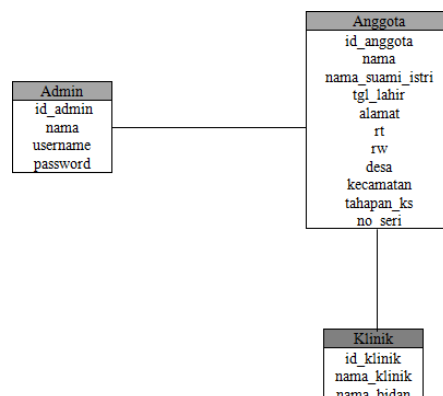 Anggota
id_anggota
nama
nama_suami_istri
tgl_lahir
alamat
rt
rw
desa
kecamatan
tahapan_ks
no_seri
Admin
id_admin
nama
username
password
Klinik
id_klinik
nama_klinik
nama_bidan